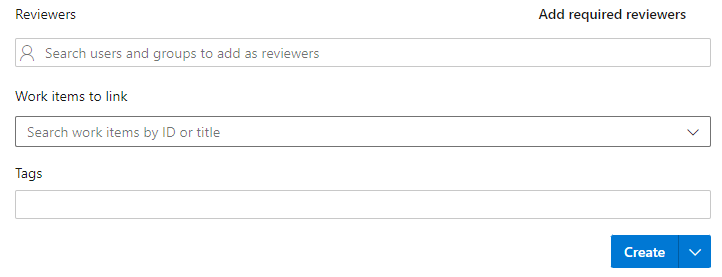 Reviewers Add required reviewers
Search users and groups to add as reviewers
Work items to link
Search work items by ID or title
Tags
Create